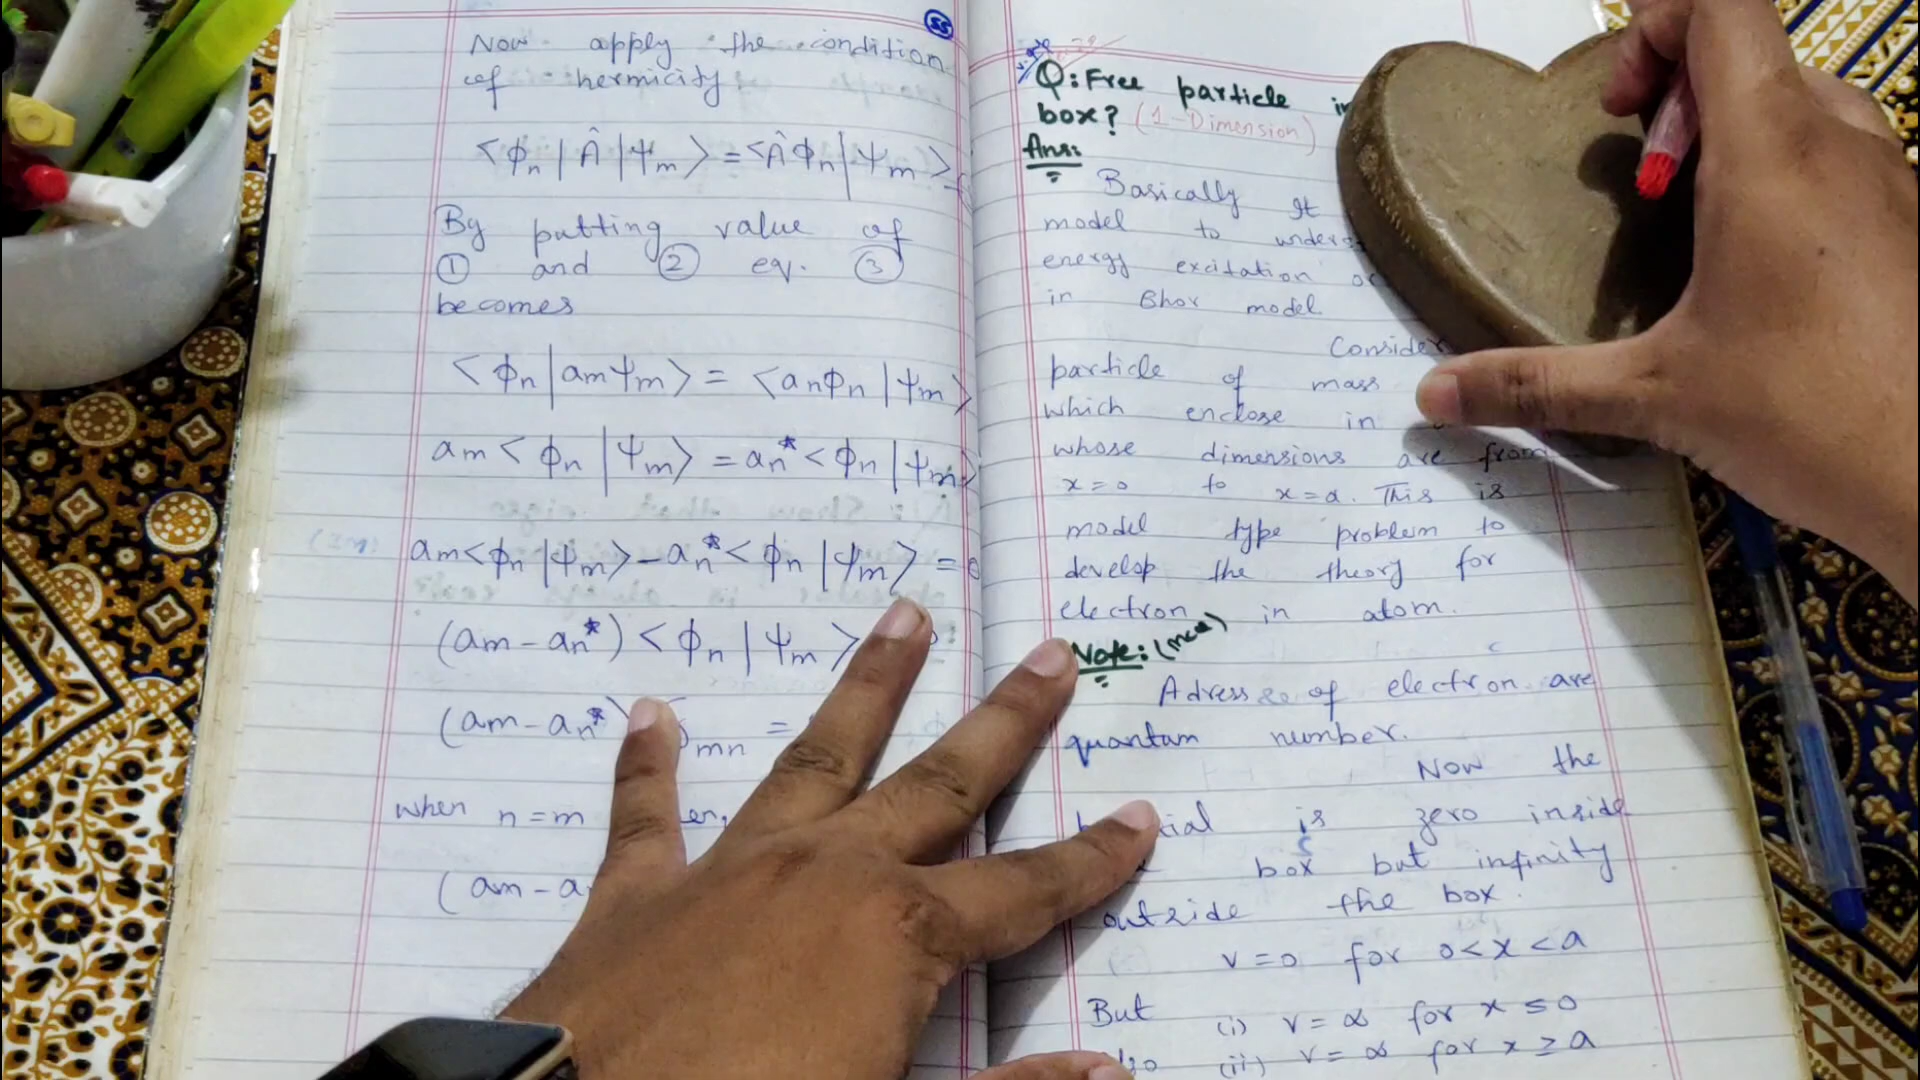 55
Now apply the condition
of hermicity
<ϕn | Â | ψm > = <Â ϕn | ψm >
By putting value of
① and ② eq. ③
becomes
<ϕn | amψm> = <anϕn | ψm>
am < ϕn | ψm> = an* < ϕn | ψm>
am<ϕn | ψm> - an* < ϕn | ψm> = 0
(am - an*) < ϕn | ψm >
(am - an*) mn =
when n = m
(am - a
Q: Free particle in
box? (1-Dimension)
Ans:
Basically It
model to
energy excitation
in Bhor model.
Consider
particle of mass
which enclose in
whose dimensions are from
x = 0 to x = a. This is
model type problem to
develop the theory for
electron in atom.
Note: (mcq)
Adress of electron are
quantum number.
Now the
is zero inside
box but infinity
outside the box.
v = 0 for 0 < x < a
But (i) v = ∝ for x ≤ 0
(ii) v = ∝ for x ≥ a